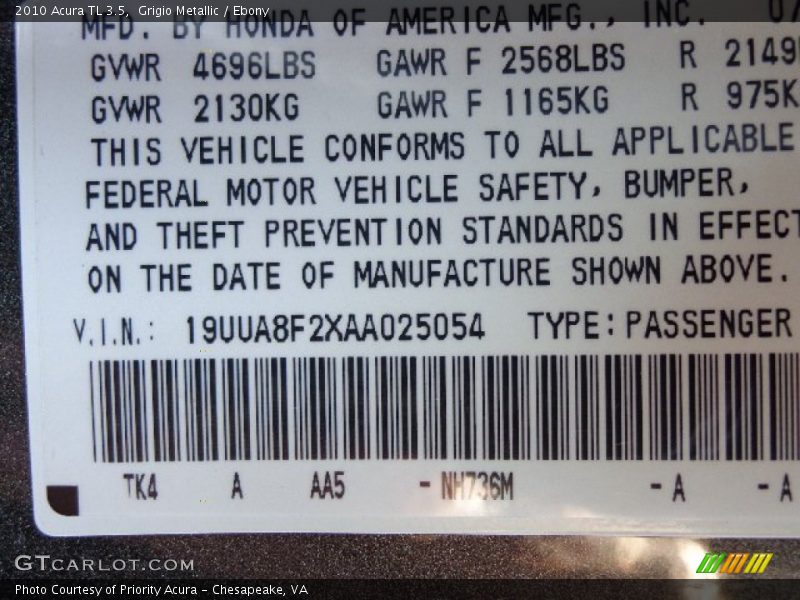 2010 Acura TL 3.5, Grigio Metallic / Ebony
MFD. BY HONDA OF AMERICA MFG., INC. 07
GVWR 4696LBS GAWR F 2568LBS R 2149L
GVWR 2130KG GAWR F 1165KG R 975K
THIS VEHICLE CONFORMS TO ALL APPLICABLE
FEDERAL MOTOR VEHICLE SAFETY, BUMPER,
AND THEFT PREVENTION STANDARDS IN EFFECT
ON THE DATE OF MANUFACTURE SHOWN ABOVE.
V.I.N.: 19UUA8F2XAA025054 TYPE: PASSENGER
TK4 A AA5 - NH736M - A - A
GTCARLOT.COM
Photo Courtesy of Priority Acura - Chesapeake, VA